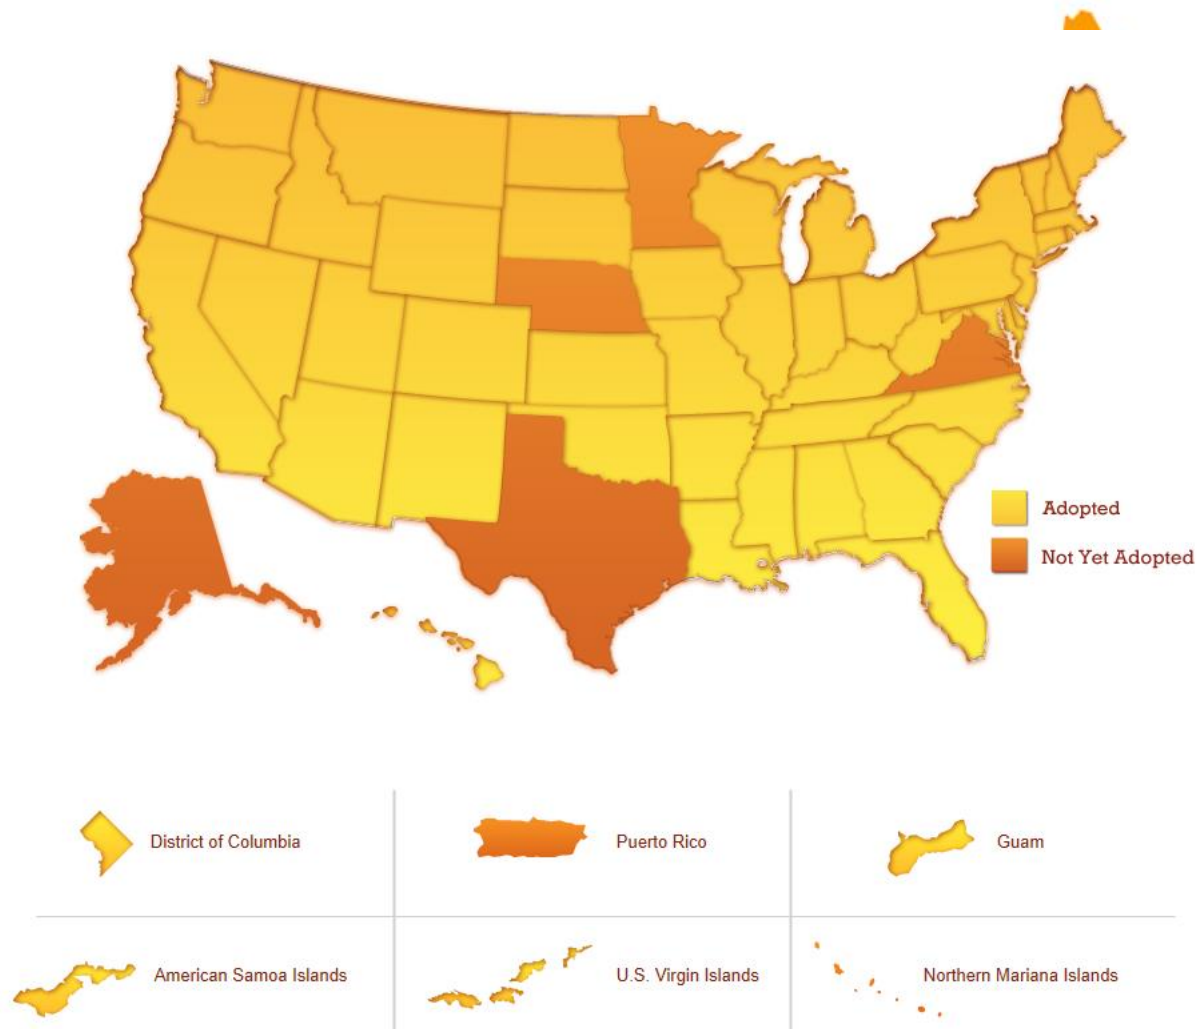 Adopted
Not Yet Adopted
District of Columbia
Puerto Rico
Guam
American Samoa Islands
U.S. Virgin Islands
Northern Mariana Islands